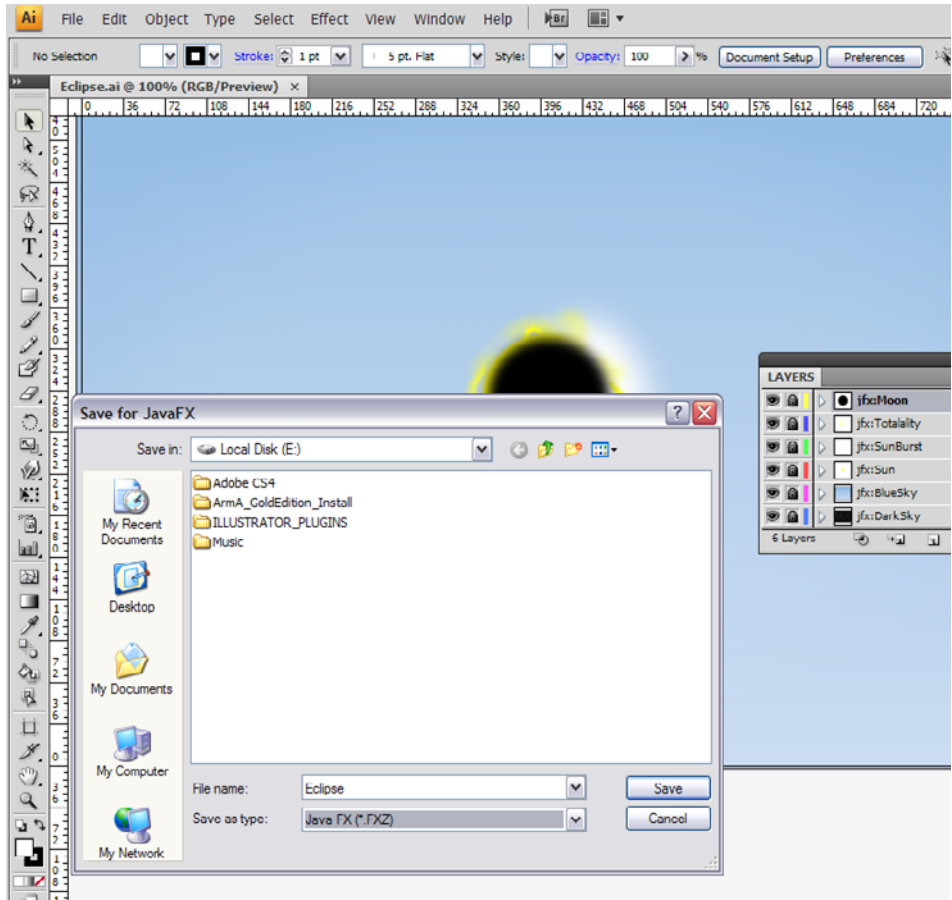 Ai File Edit Object Type Select Effect View Window Help Br
No Selection Stroke: 1 pt 5 pt. Flat Style: Opacity: 100 % Document Setup Preferences
Eclipse.ai @ 100% (RGB/Preview) ×
0 36 72 108 144 180 216 252 288 324 360 396 432 468 504 540 576 612 648 684 720
LAYERS
jfx:Moon
jfx:Totalality
jfx:SunBurst
jfx:Sun
jfx:BlueSky
jfx:DarkSky
6 Layers
Save for JavaFX
Save in: Local Disk (E:)
Adobe CS4
ArmA_GoldEdition_Install
ILLUSTRATOR_PLUGINS
Music
My Recent
Documents
Desktop
My Documents
My Computer
My Network
File name: Eclipse Save
Save as type: Java FX (*.FXZ) Cancel